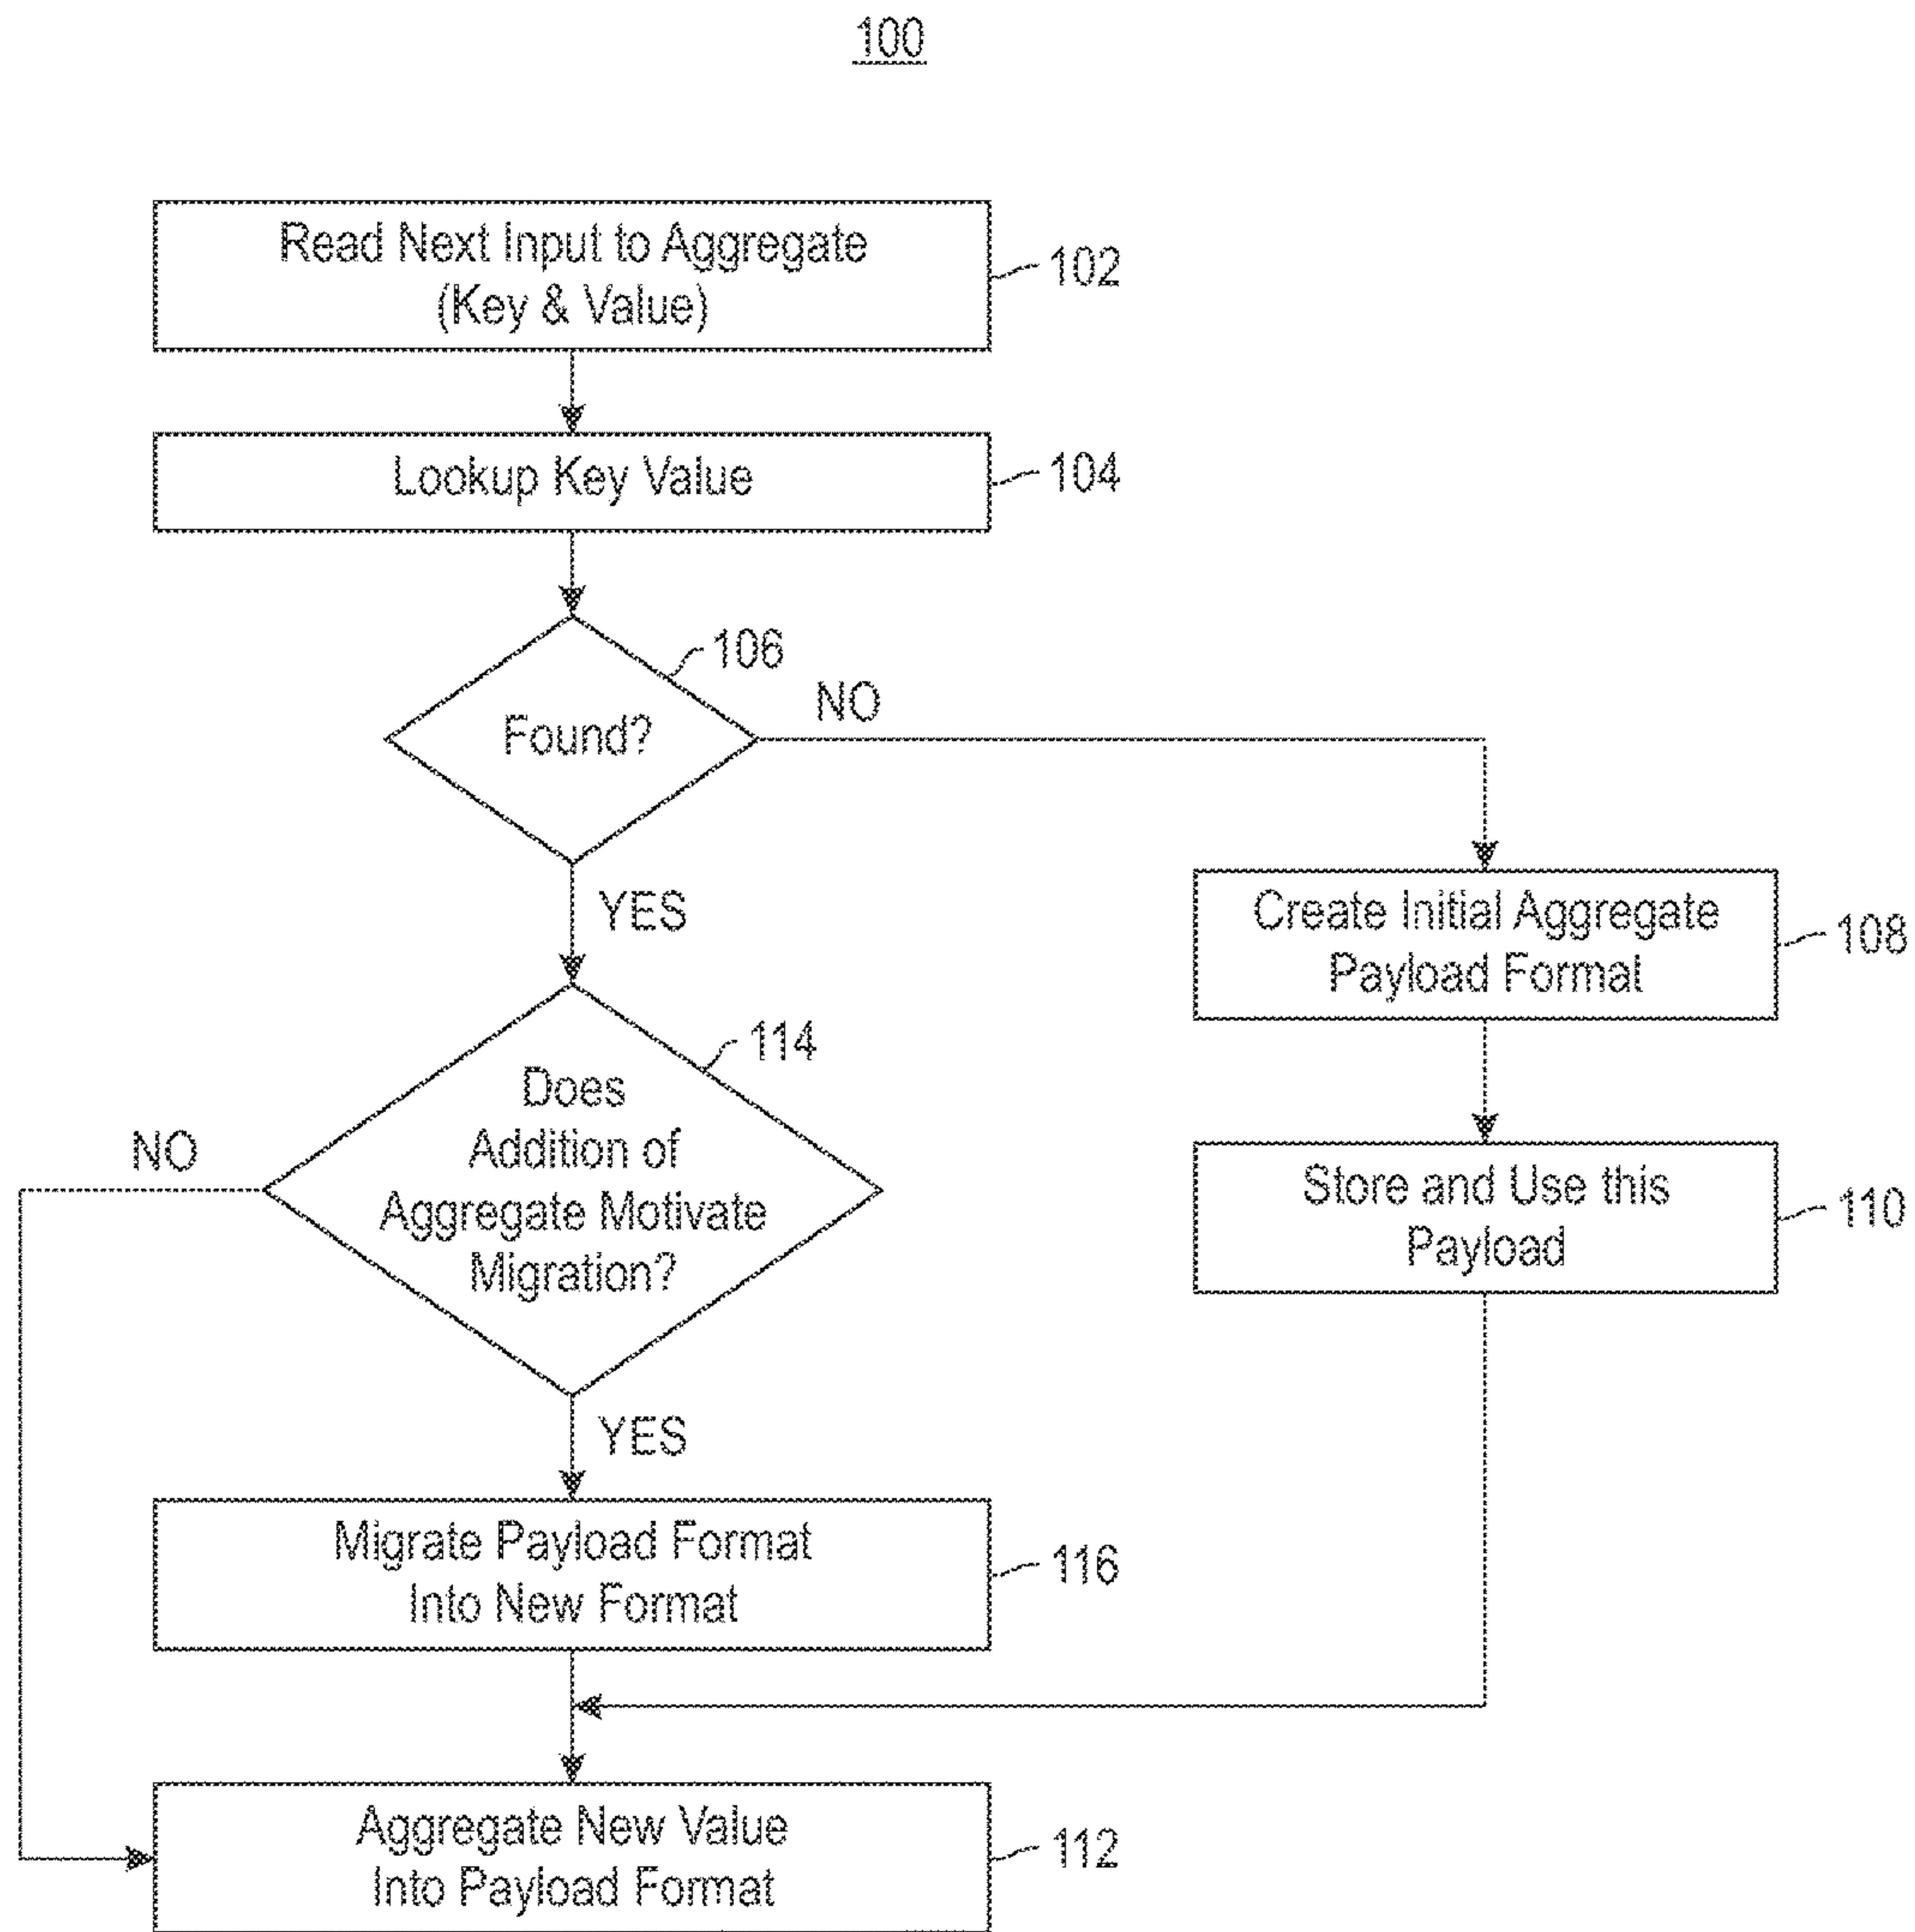 100
Read Next Input to Aggregate
(Key & Value)
102
Lookup Key Value
104
106
Found?
NO
YES
Create Initial Aggregate
Payload Format
108
114
Does
Addition of
Aggregate Motivate
Migration?
NO
Store and Use this
Payload
110
YES
Migrate Payload Format
Into New Format
116
Aggregate New Value
Into Payload Format
112